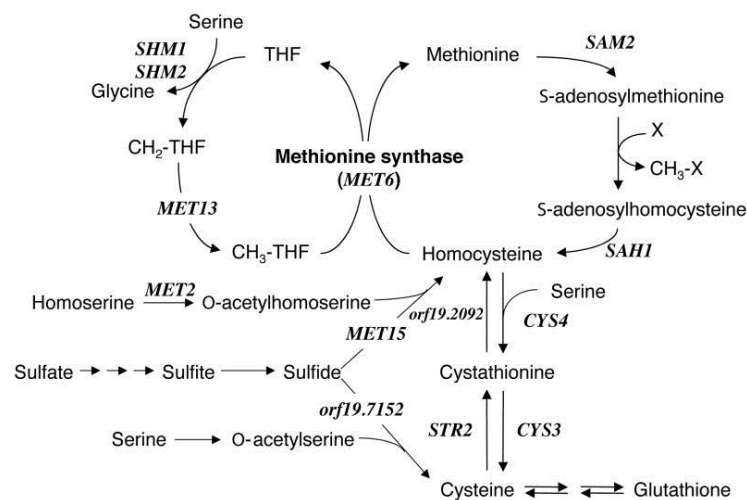 Serine
SHM1
SHM2
Glycine
THF
Methionine
SAM2
S-adenosylmethionine
X
CH₃-X
CH₂-THF
Methionine synthase
(MET6)
MET13
S-adenosylhomocysteine
CH₃-THF
Homocysteine
SAH1
Homoserine
MET2
O-acetylhomoserine
MET15
orf19.2092
Serine
CYS4
Sulfate
Sulfite
Sulfide
Cystathionine
orf19.7152
STR2
CYS3
Serine
O-acetylserine
Cysteine
Glutathione